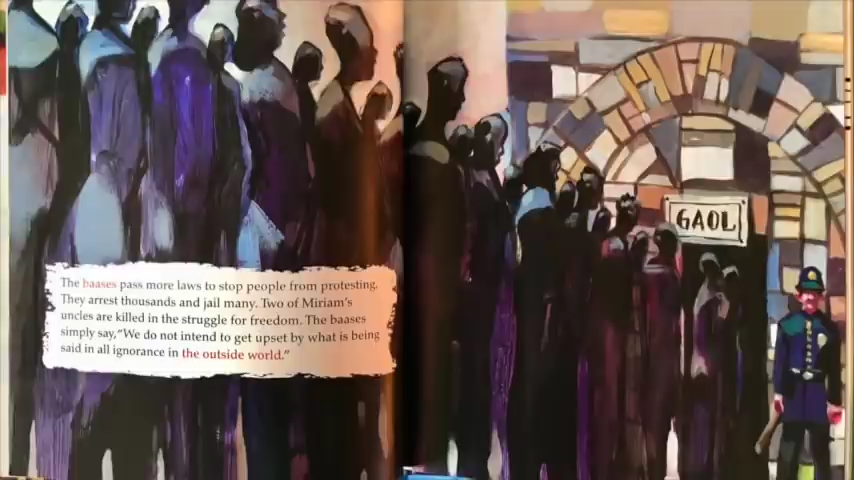 The baases pass more laws to stop people from protesting.
They arrest thousands and jail many. Two of Miriam's
uncles are killed in the struggle for freedom. The baases
simply say,"We do not intend to get upset by what is being
said in all ignorance in the outside world."
GAOL